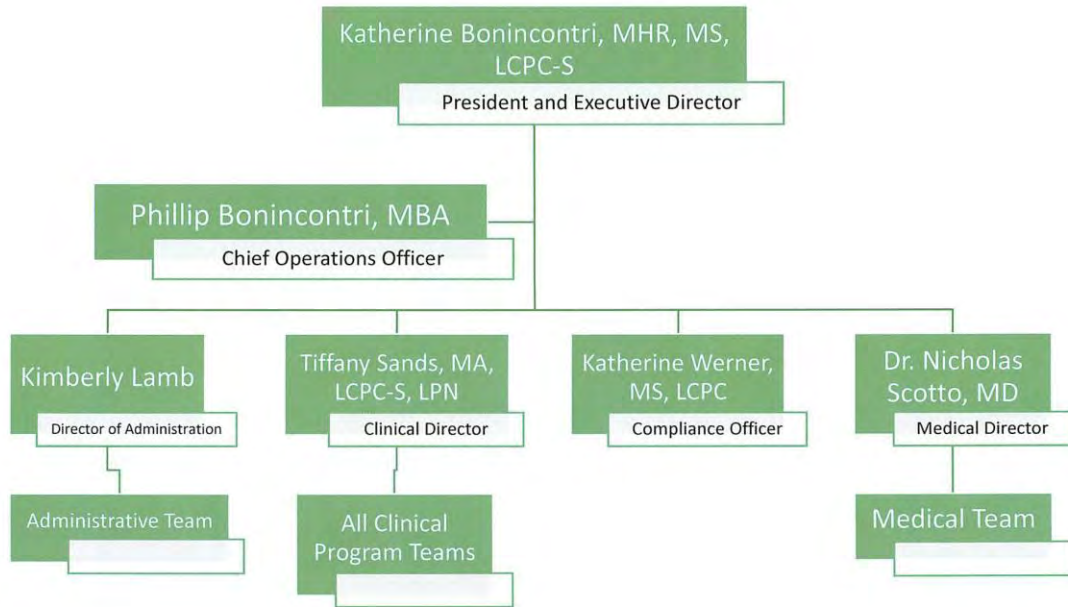 Katherine Bonincontri, MHR, MS,
LCPC-S
President and Executive Director
Phillip Bonincontri, MBA
Chief Operations Officer
Kimberly Lamb
Director of Administration
Tiffany Sands, MA,
LCPC-S, LPN
Clinical Director
Katherine Werner,
MS, LCPC
Compliance Officer
Dr. Nicholas
Scotto, MD
Medical Director
Administrative Team
All Clinical
Program Teams
Medical Team